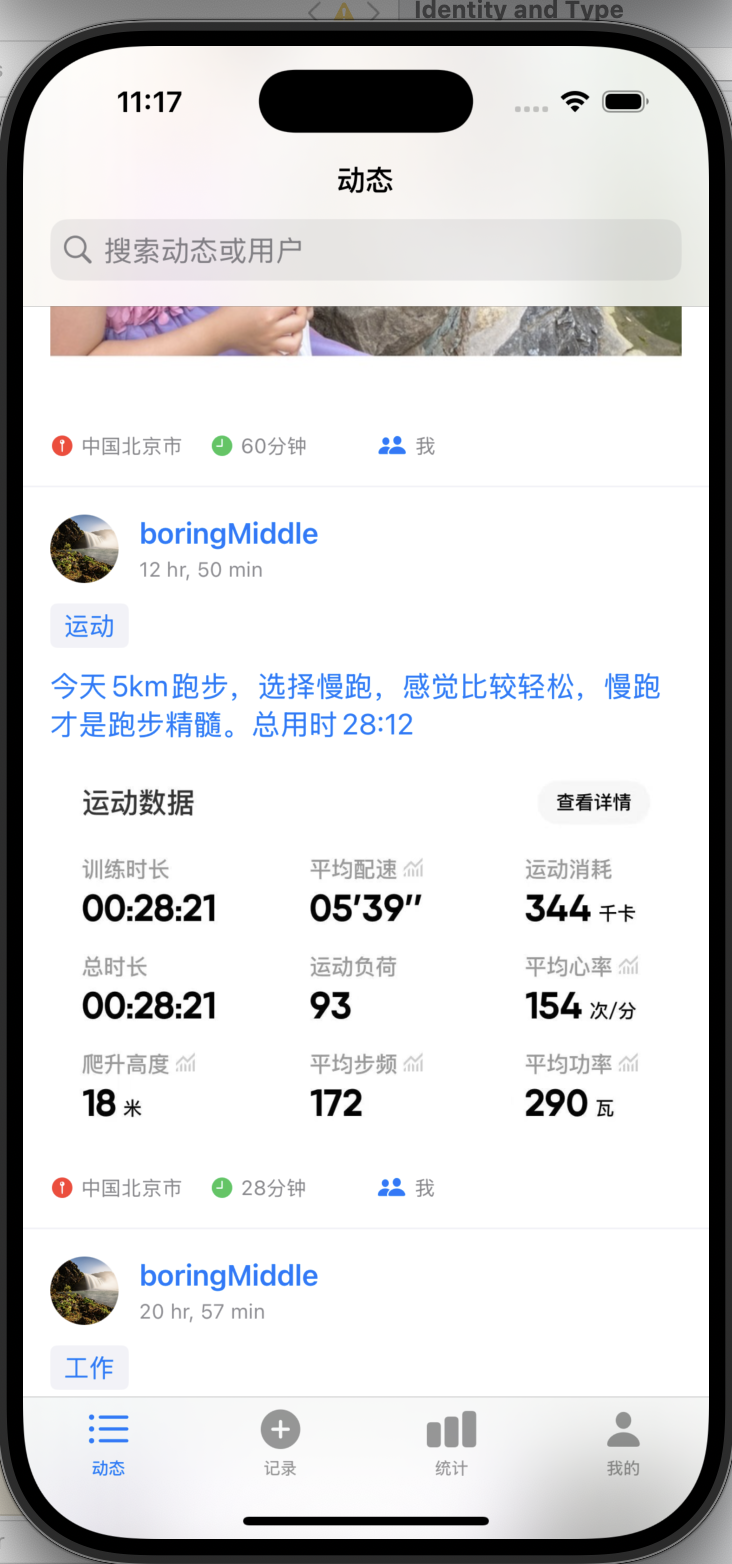 Identity and Type
11:17
动态
搜索动态或用户
中国北京市 60分钟 我
boringMiddle
12 hr, 50 min
运动
今天5km跑步，选择慢跑，感觉比较轻松，慢跑
才是跑步精髓。总用时28:12
运动数据 查看详情
训练时长 平均配速 运动消耗
00:28:21 05'39'' 344 千卡
总时长 运动负荷 平均心率
00:28:21 93 154 次/分
爬升高度 平均步频 平均功率
18 米 172 290 瓦
中国北京市 28分钟 我
boringMiddle
20 hr, 57 min
工作
动态 记录 统计 我的